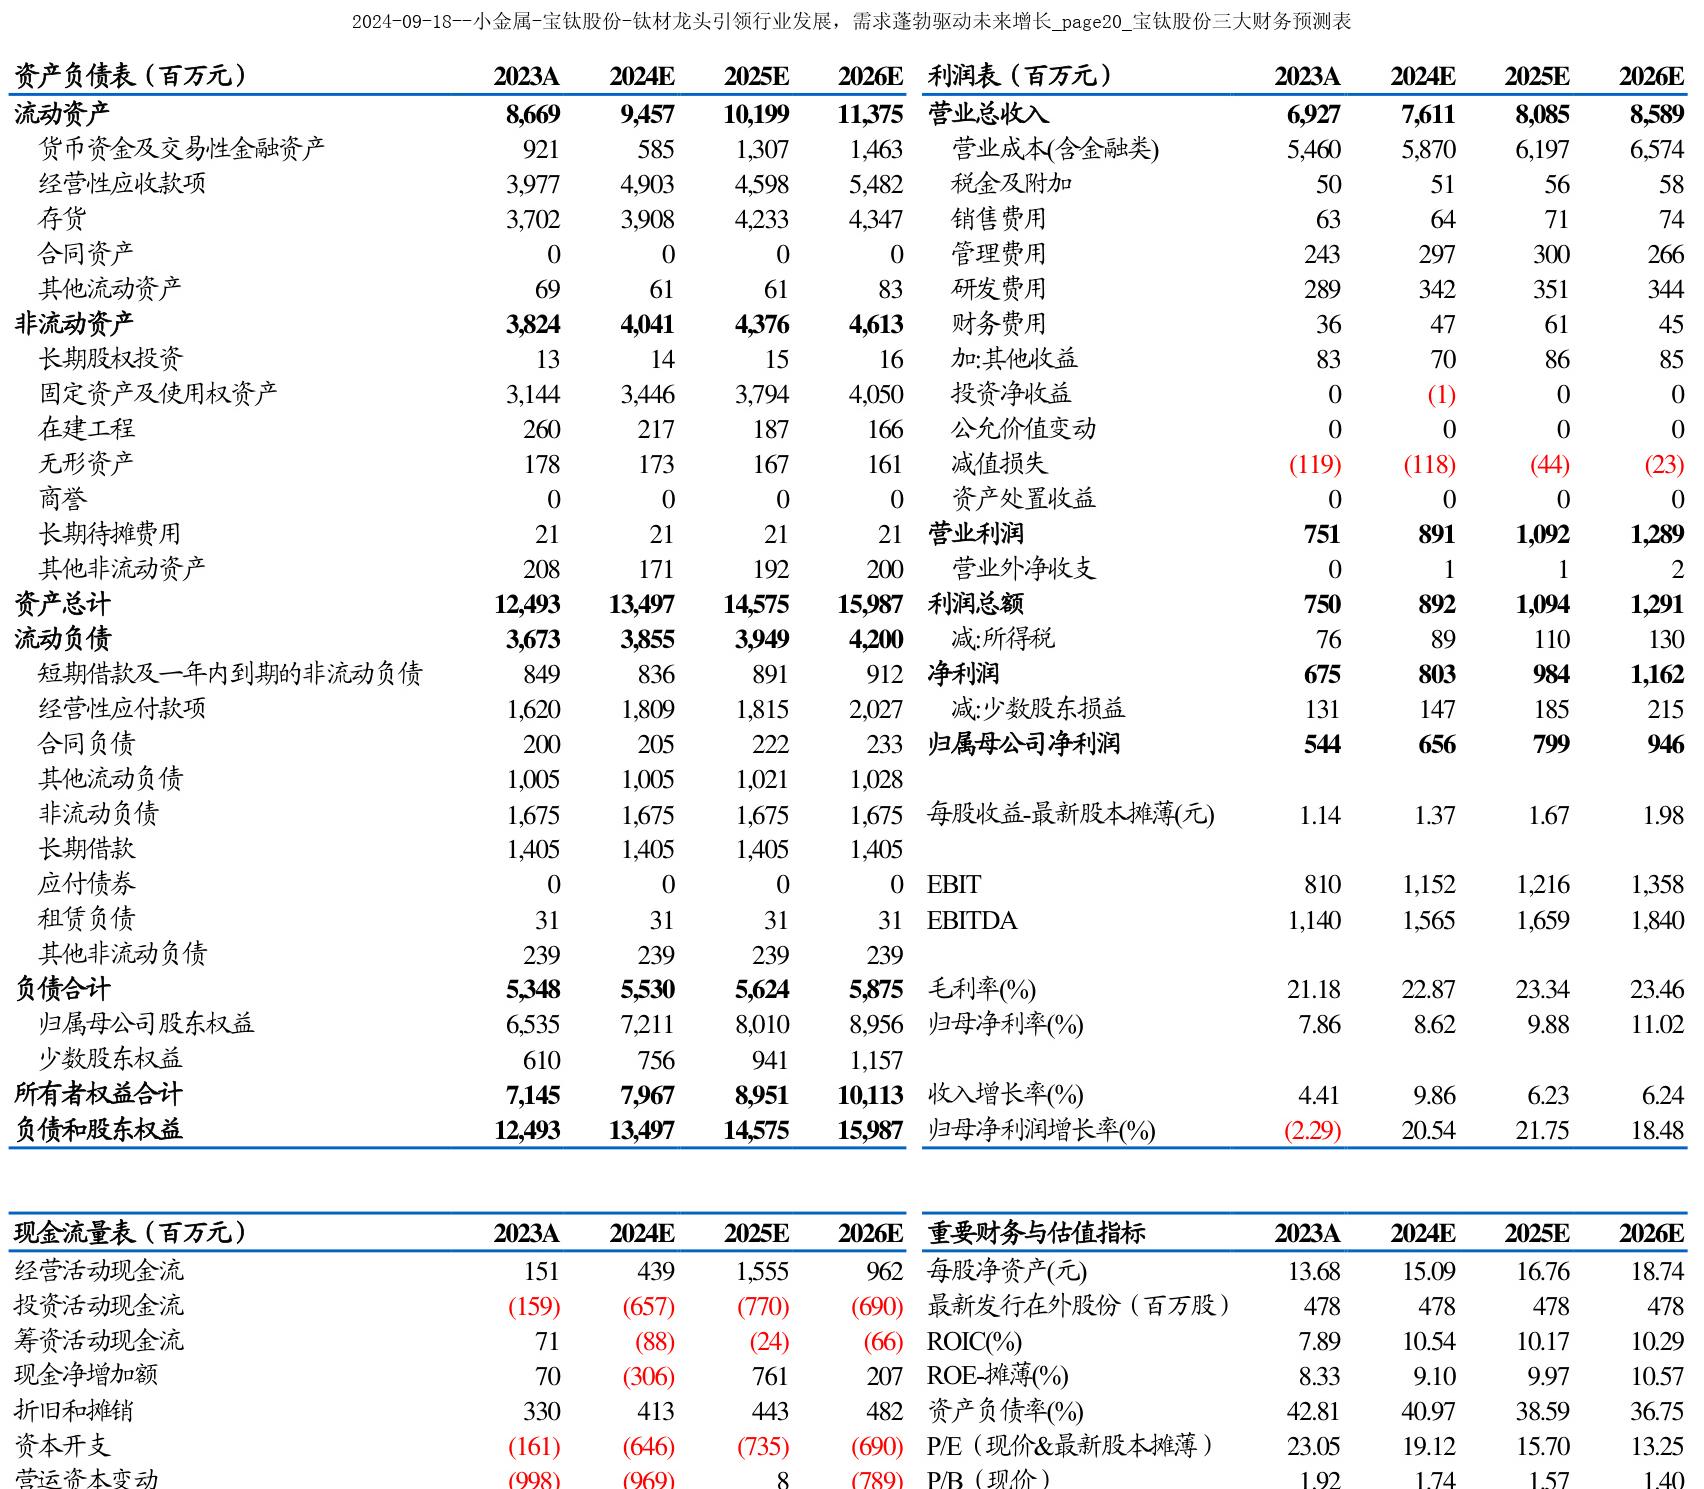 2024-09-18--小金属-宝钛股份-钛材龙头引领行业发展，需求蓬勃驱动未来增长_page20_宝钛股份三大财务预测表
资产负债表（百万元） 2023A 2024E 2025E 2026E 利润表（百万元） 2023A 2024E 2025E 2026E
流动资产 8,669 9,457 10,199 11,375 营业总收入 6,927 7,611 8,085 8,589
货币资金及交易性金融资产 921 585 1,307 1,463 营业成本(含金融类) 5,460 5,870 6,197 6,574
经营性应收款项 3,977 4,903 4,598 5,482 税金及附加 50 51 56 58
存货 3,702 3,908 4,233 4,347 销售费用 63 64 71 74
合同资产 0 0 0 0 管理费用 243 297 300 266
其他流动资产 69 61 61 83 研发费用 289 342 351 344
非流动资产 3,824 4,041 4,376 4,613 财务费用 36 47 61 45
长期股权投资 13 14 15 16 加:其他收益 83 70 86 85
固定资产及使用权资产 3,144 3,446 3,794 4,050 投资净收益 0 (1) 0 0
在建工程 260 217 187 166 公允价值变动 0 0 0 0
无形资产 178 173 167 161 减值损失 (119) (118) (44) (23)
商誉 0 0 0 0 资产处置收益 0 0 0 0
长期待摊费用 21 21 21 21 营业利润 751 891 1,092 1,289
其他非流动资产 208 171 192 200 营业外净收支 0 1 1 2
资产总计 12,493 13,497 14,575 15,987 利润总额 750 892 1,094 1,291
流动负债 3,673 3,855 3,949 4,200 减:所得税 76 89 110 130
短期借款及一年内到期的非流动负债 849 836 891 912 净利润 675 803 984 1,162
经营性应付款项 1,620 1,809 1,815 2,027 减:少数股东损益 131 147 185 215
合同负债 200 205 222 233 归属母公司净利润 544 656 799 946
其他流动负债 1,005 1,005 1,021 1,028
非流动负债 1,675 1,675 1,675 1,675 每股收益-最新股本摊薄(元) 1.14 1.37 1.67 1.98
长期借款 1,405 1,405 1,405 1,405
应付债券 0 0 0 0 EBIT 810 1,152 1,216 1,358
租赁负债 31 31 31 31 EBITDA 1,140 1,565 1,659 1,840
其他非流动负债 239 239 239 239
负债合计 5,348 5,530 5,624 5,875 毛利率(%) 21.18 22.87 23.34 23.46
归属母公司股东权益 6,535 7,211 8,010 8,956 归母净利率(%) 7.86 8.62 9.88 11.02
少数股东权益 610 756 941 1,157
所有者权益合计 7,145 7,967 8,951 10,113 收入增长率(%) 4.41 9.86 6.23 6.24
负债和股东权益 12,493 13,497 14,575 15,987 归母净利润增长率(%) (2.29) 20.54 21.75 18.48
现金流量表（百万元） 2023A 2024E 2025E 2026E 重要财务与估值指标 2023A 2024E 2025E 2026E
经营活动现金流 151 439 1,555 962 每股净资产(元) 13.68 15.09 16.76 18.74
投资活动现金流 (159) (657) (770) (690) 最新发行在外股份（百万股） 478 478 478 478
筹资活动现金流 71 (88) (24) (66) ROIC(%) 7.89 10.54 10.17 10.29
现金净增加额 70 (306) 761 207 ROE-摊薄(%) 8.33 9.10 9.97 10.57
折旧和摊销 330 413 443 482 资产负债率(%) 42.81 40.97 38.59 36.75
资本开支 (161) (646) (735) (690) P/E（现价&最新股本摊薄） 23.05 19.12 15.70 13.25
营运资本变动 (998) (969) 8 (789) P/B（现价） 1.92 1.74 1.57 1.40